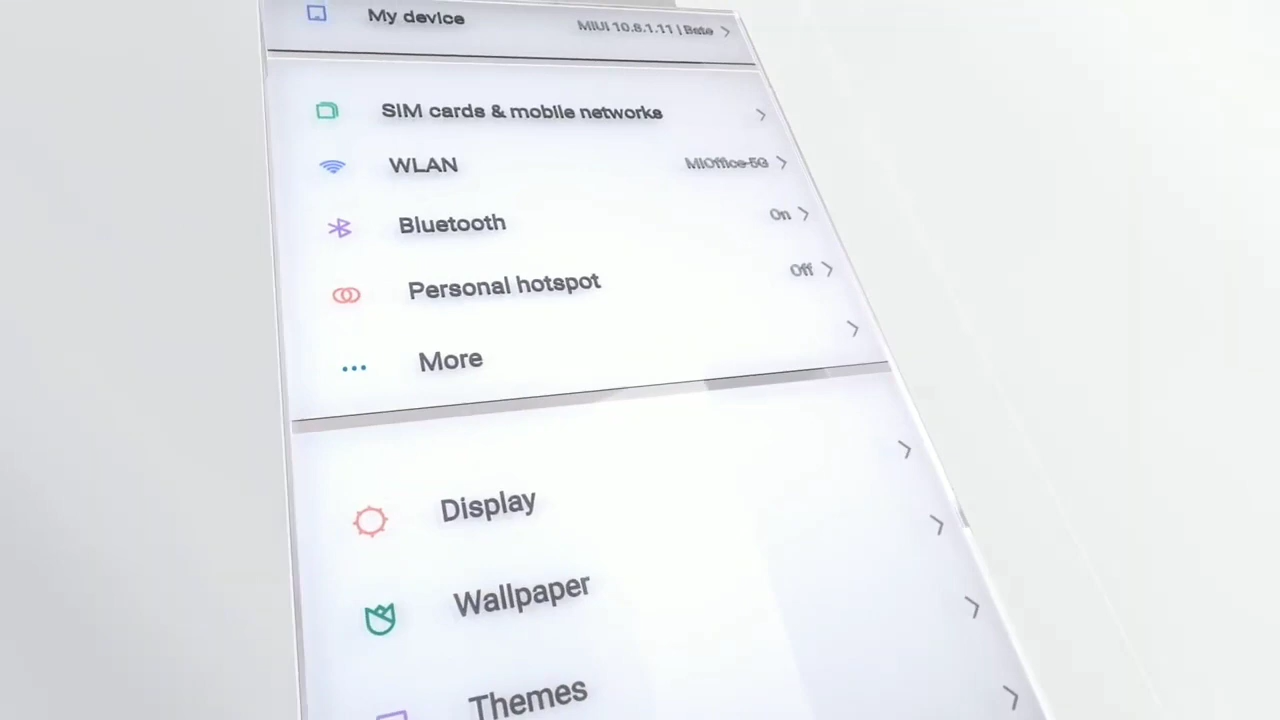 My device MIUI 10.8.1.11 | Beta
SIM cards & mobile networks
WLAN MIOffice-5G
Bluetooth On
Personal hotspot Off
More
Display
Wallpaper
Themes